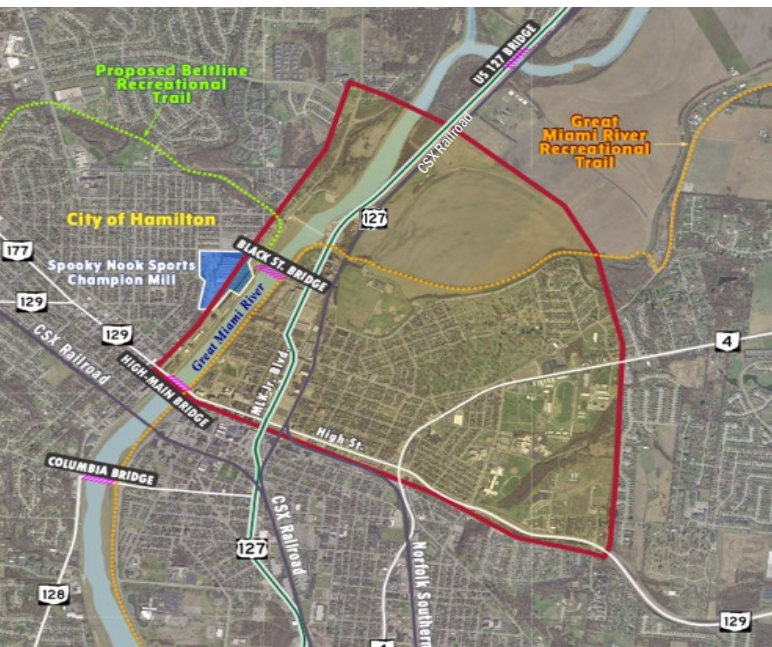 US 127 BRIDGE
Proposed Beltline
Recreational
Trail
CSX Railroad
Great
Miami River
Recreational
Trail
City of Hamilton
127
177
BLACK ST. BRIDGE
Spooky Nook Sports
Champion Mill
129
129
Great Miami River
4
CSX Railroad
HIGH-MAIN BRIDGE
MLK-Jr. Blvd
High St.
COLUMBIA BRIDGE
CSX Railroad
127
Norfolk Southern
128
129
4